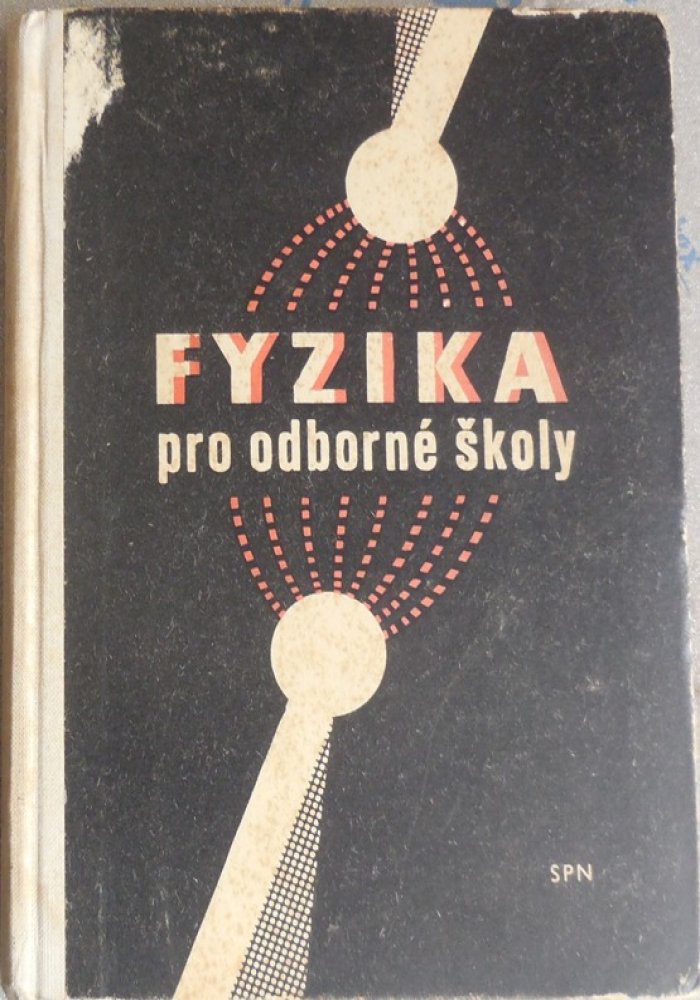 FYZIKA
pro odborné školy
SPN